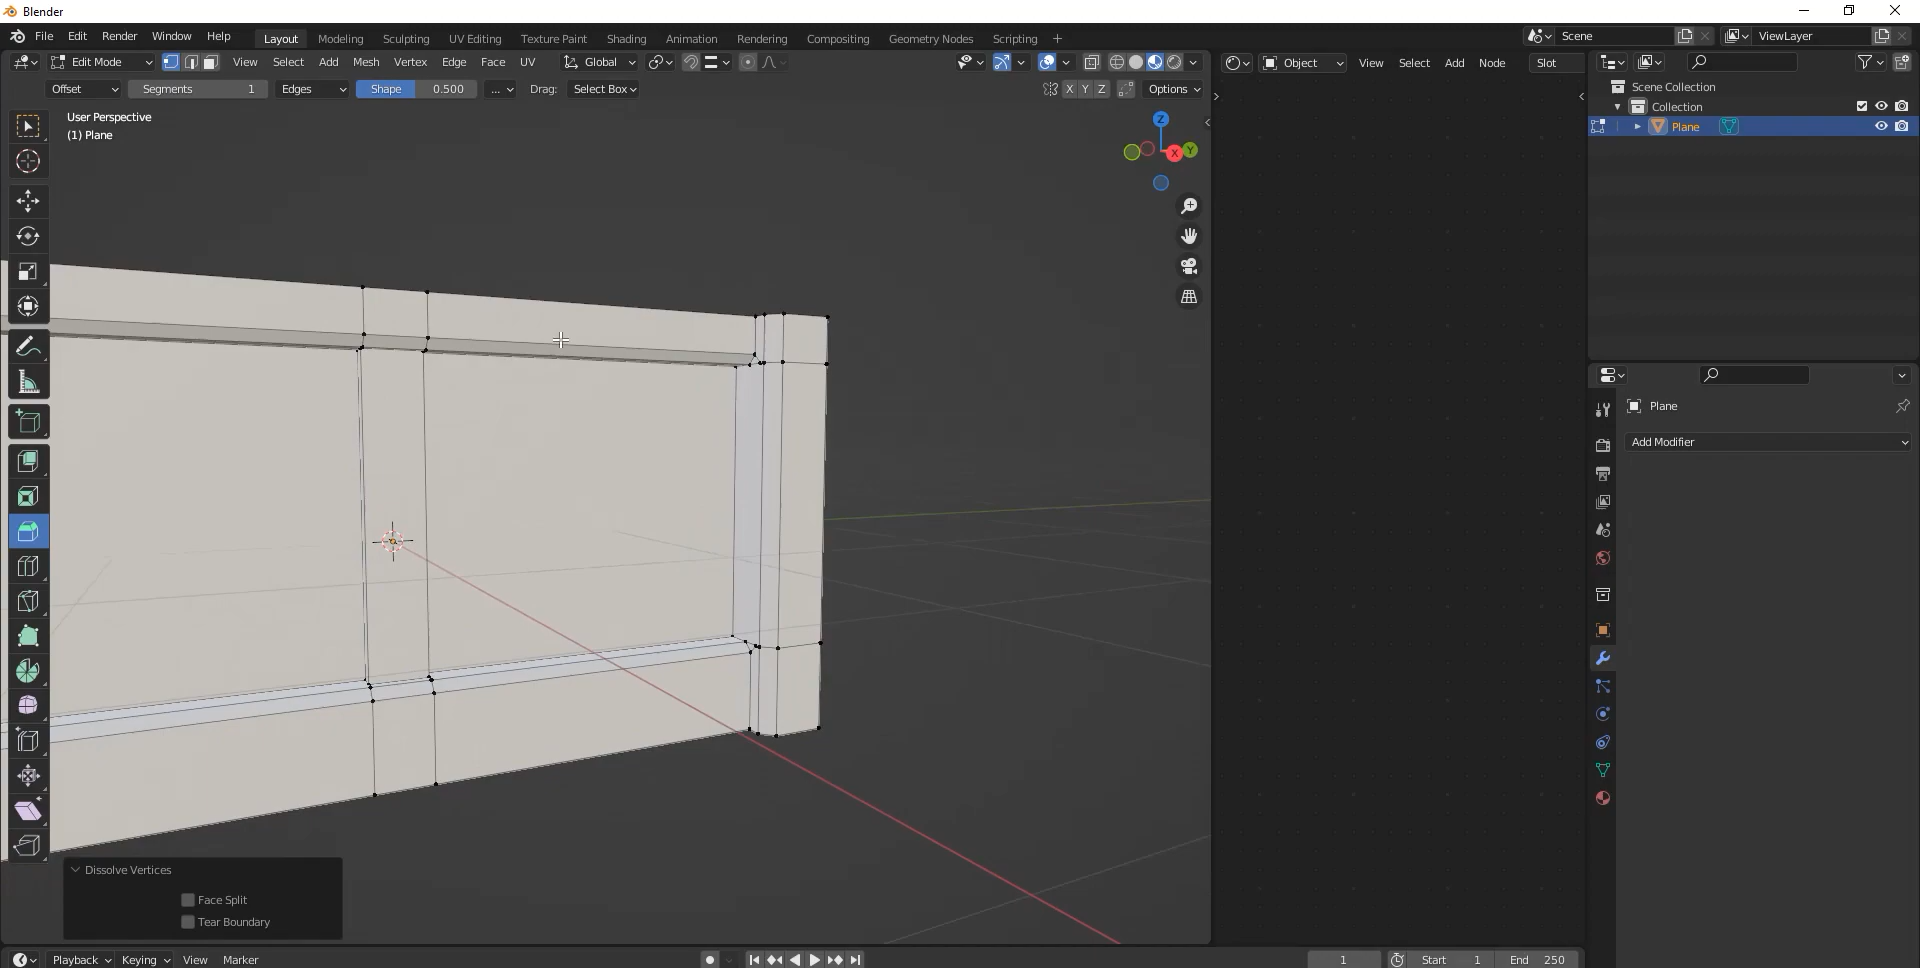 Blender
File Edit Render Window Help Layout Modeling Sculpting UV Editing Texture Paint Shading Animation Rendering Compositing Geometry Nodes Scripting + Scene ViewLayer
Edit Mode View Select Add Mesh Vertex Edge Face UV Global Object View Select Add Node Slot
Offset Segments 1 Edges Shape 0.500 ... Drag: Select Box X Y Z Options
Scene Collection
Collection
Plane
User Perspective
(1) Plane
Z
X Y
Plane
Add Modifier
Dissolve Vertices
Face Split
Tear Boundary
Playback Keying View Marker 1 Start 1 End 250